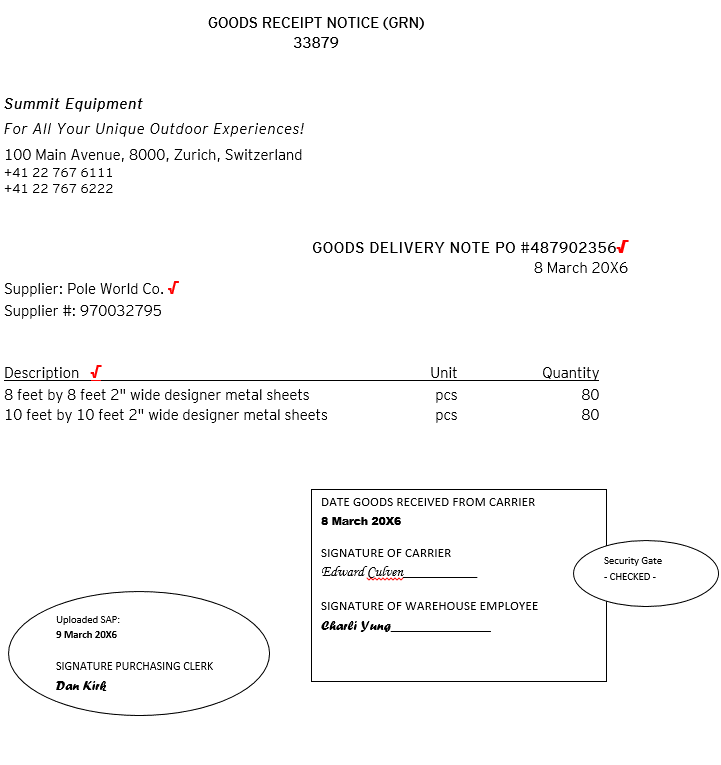 GOODS RECEIPT NOTICE (GRN)
33879
Summit Equipment
For All Your Unique Outdoor Experiences!
100 Main Avenue, 8000, Zurich, Switzerland
+41 22 767 6111
+41 22 767 6222
GOODS DELIVERY NOTE PO #487902356√
8 March 20X6
Supplier: Pole World Co. √
Supplier #: 970032795
Description √ Unit Quantity
8 feet by 8 feet 2" wide designer metal sheets pcs 80
10 feet by 10 feet 2" wide designer metal sheets pcs 80
DATE GOODS RECEIVED FROM CARRIER
8 March 20X6
SIGNATURE OF CARRIER
Edward Culven
SIGNATURE OF WAREHOUSE EMPLOYEE
Charli Yung
Security Gate
- CHECKED -
Uploaded SAP:
9 March 20X6
SIGNATURE PURCHASING CLERK
Dan Kirk